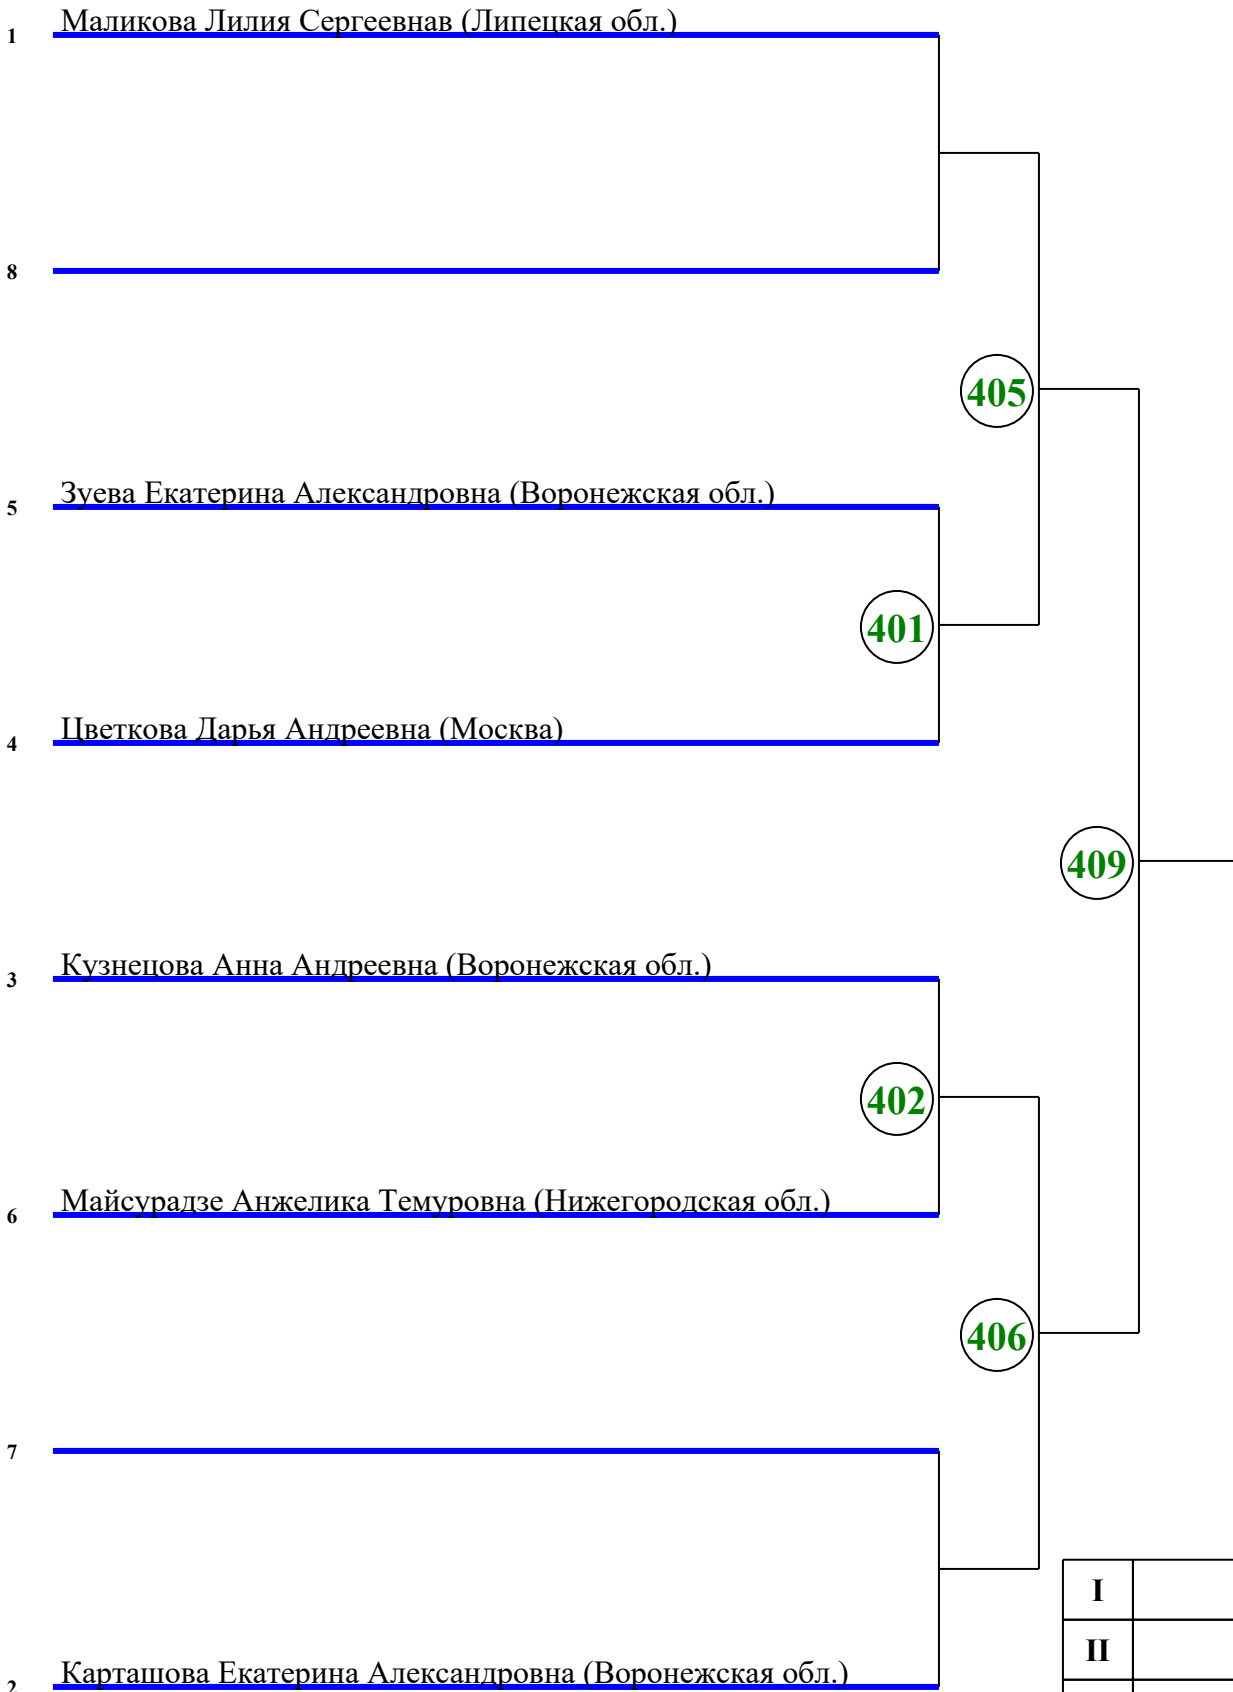 1 Маликова Лилия Сергеевнав (Липецкая обл.)
8
405
5 Зуева Екатерина Александровна (Воронежская обл.)
401
4 Цветкова Дарья Андреевна (Москва)
409
3 Кузнецова Анна Андреевна (Воронежская обл.)
402
6 Майсурадзе Анжелика Темуровна (Нижегородская обл.)
406
7
I
II
2 Карташова Екатерина Александровна (Воронежская обл.)